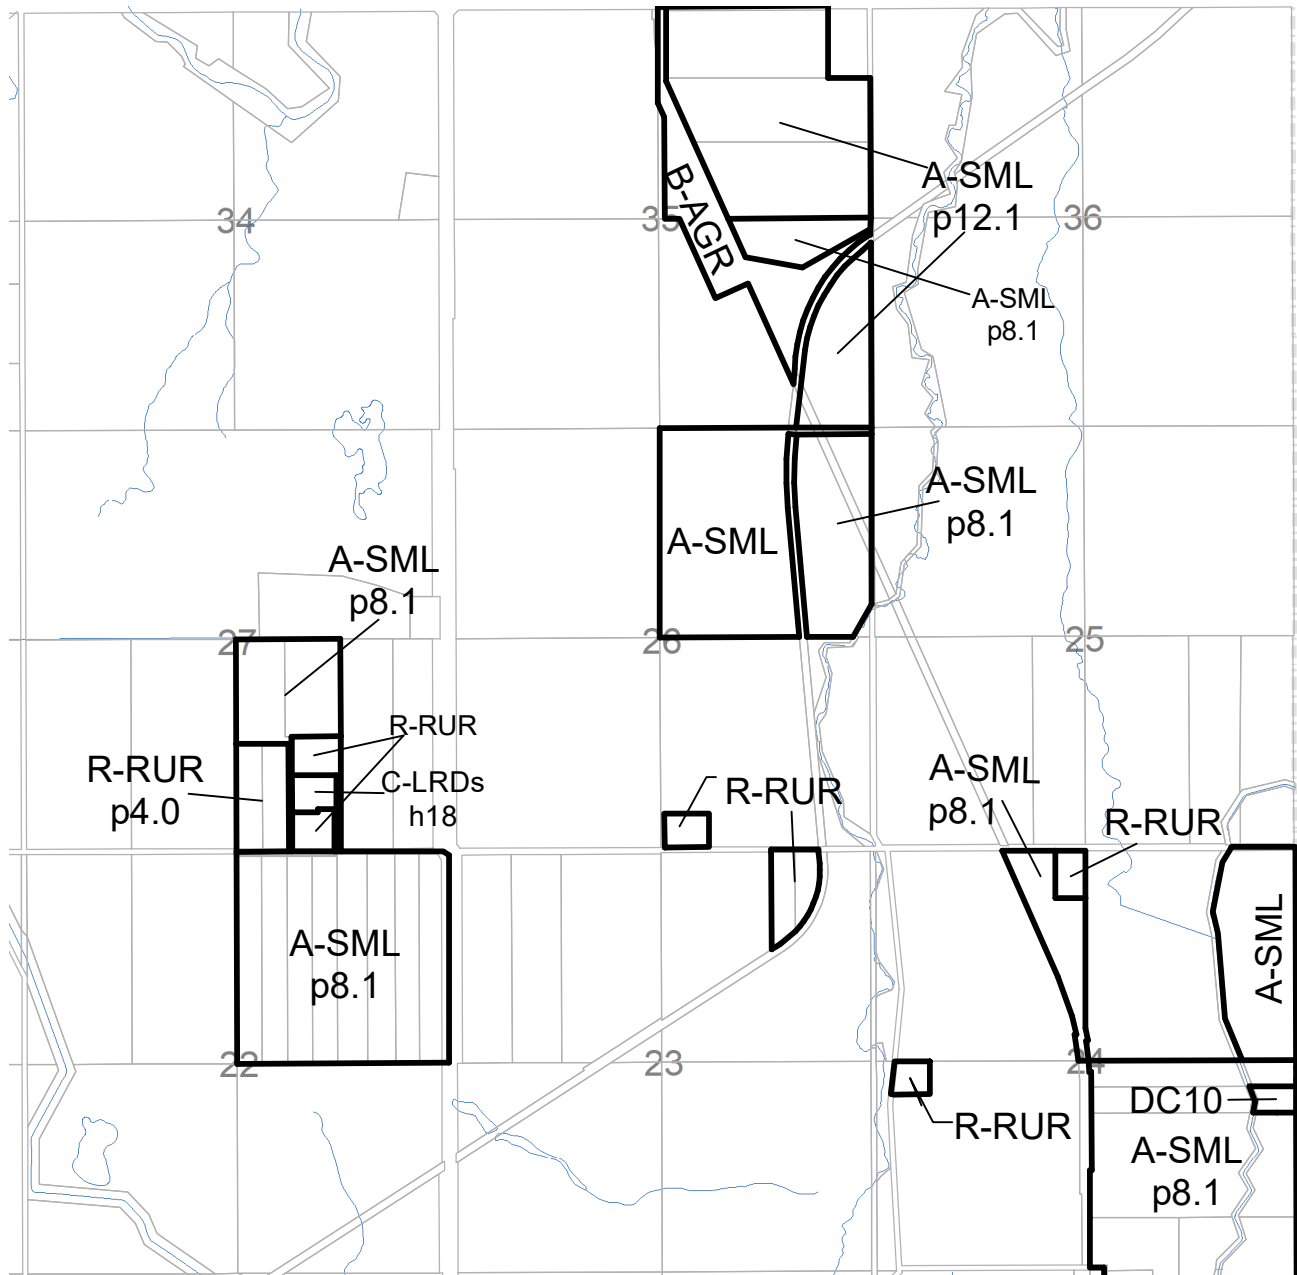 A-SML
p12.1
B-AGR
34
35
36
A-SML
p8.1
A-SML
p8.1
A-SML
A-SML
p8.1
27
26
25
R-RUR
C-LRDs
h18
R-RUR
p4.0
R-RUR
A-SML
p8.1
R-RUR
A-SML
p8.1
A-SML
22
23
24
DC10
R-RUR
A-SML
p8.1